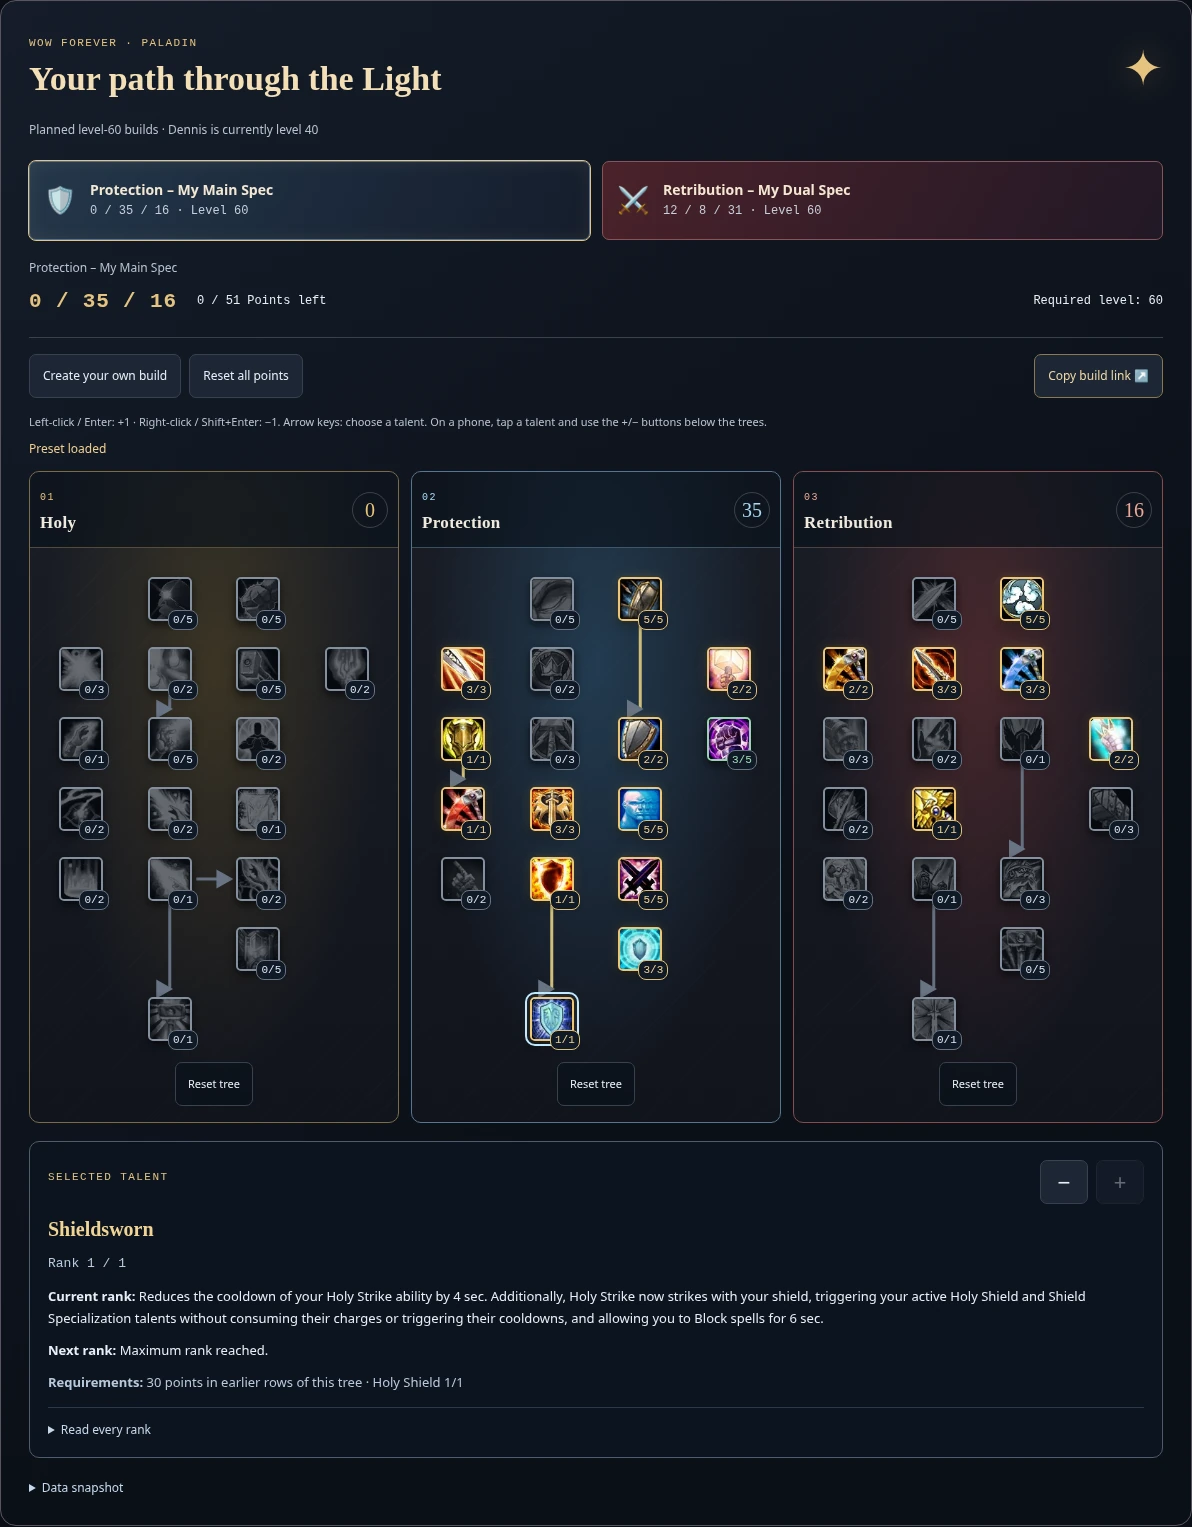 WOW FOREVER · PALADIN
Your path through the Light
Planned level-60 builds · Dennis is currently level 40
Protection – My Main Spec
0 / 35 / 16 · Level 60
Retribution – My Dual Spec
12 / 8 / 31 · Level 60
Protection – My Main Spec
0 / 35 / 16
0 / 51 Points left
Required level: 60
Create your own build
Reset all points
Copy build link ↗
Left-click / Enter: +1 · Right-click / Shift+Enter: −1. Arrow keys: choose a talent. On a phone, tap a talent and use the +/− buttons below the trees.
Preset loaded
01
Holy
0
0/5
0/5
0/3
0/2
0/5
0/2
0/1
0/5
0/2
0/2
0/2
0/1
0/2
0/1
0/2
0/5
0/1
Reset tree
02
Protection
35
0/5
5/5
3/3
0/2
2/2
1/1
0/3
2/2
3/5
1/1
3/3
5/5
0/2
1/1
5/5
3/3
1/1
Reset tree
03
Retribution
16
0/5
5/5
2/2
3/3
3/3
0/3
0/2
0/1
2/2
0/2
1/1
0/3
0/2
0/1
0/3
0/5
0/1
Reset tree
SELECTED TALENT
−
+
Shieldsworn
Rank 1 / 1
Current rank: Reduces the cooldown of your Holy Strike ability by 4 sec. Additionally, Holy Strike now strikes with your shield, triggering your active Holy Shield and Shield
Specialization talents without consuming their charges or triggering their cooldowns, and allowing you to Block spells for 6 sec.
Next rank: Maximum rank reached.
Requirements: 30 points in earlier rows of this tree · Holy Shield 1/1
Read every rank
Data snapshot